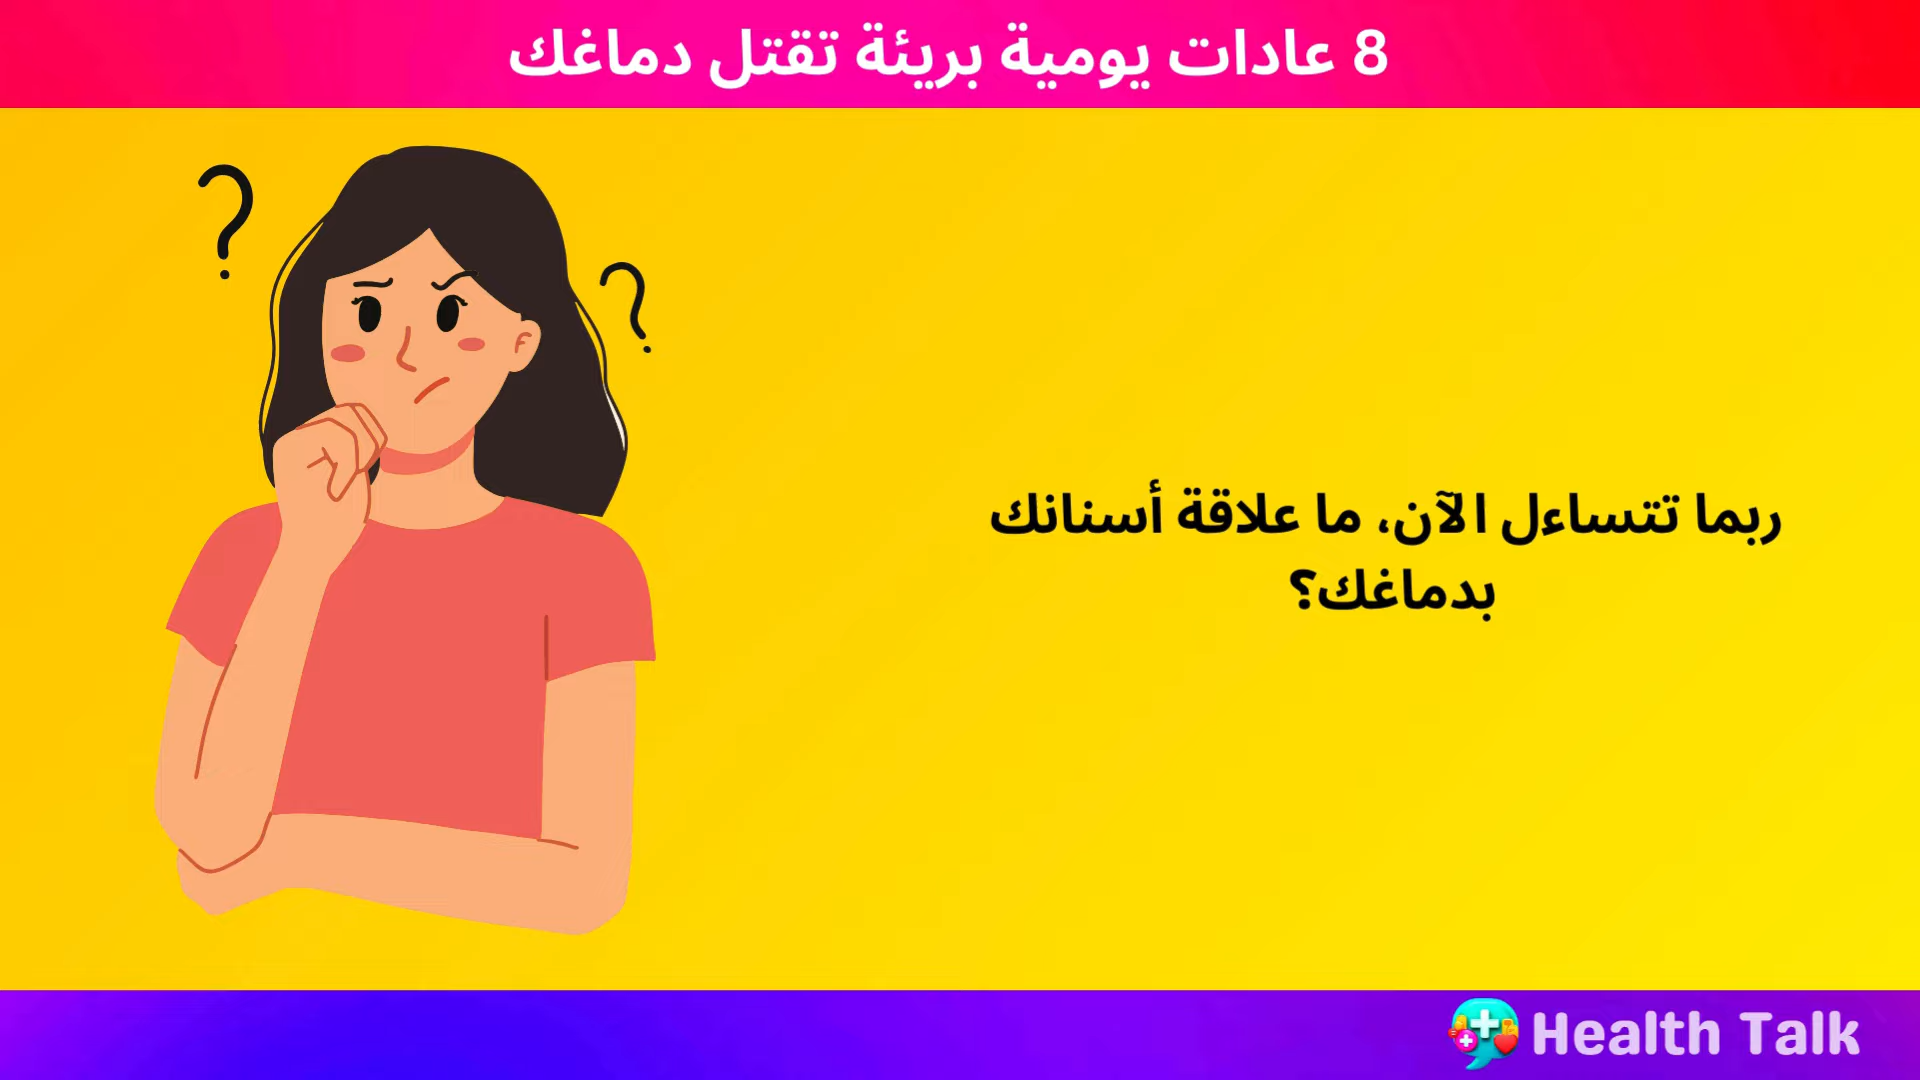 8 عادات يومية بريئة تقتل دماغك
ربما تتساءل الآن، ما علاقة أسنانك
بدماغك؟
Health Talk